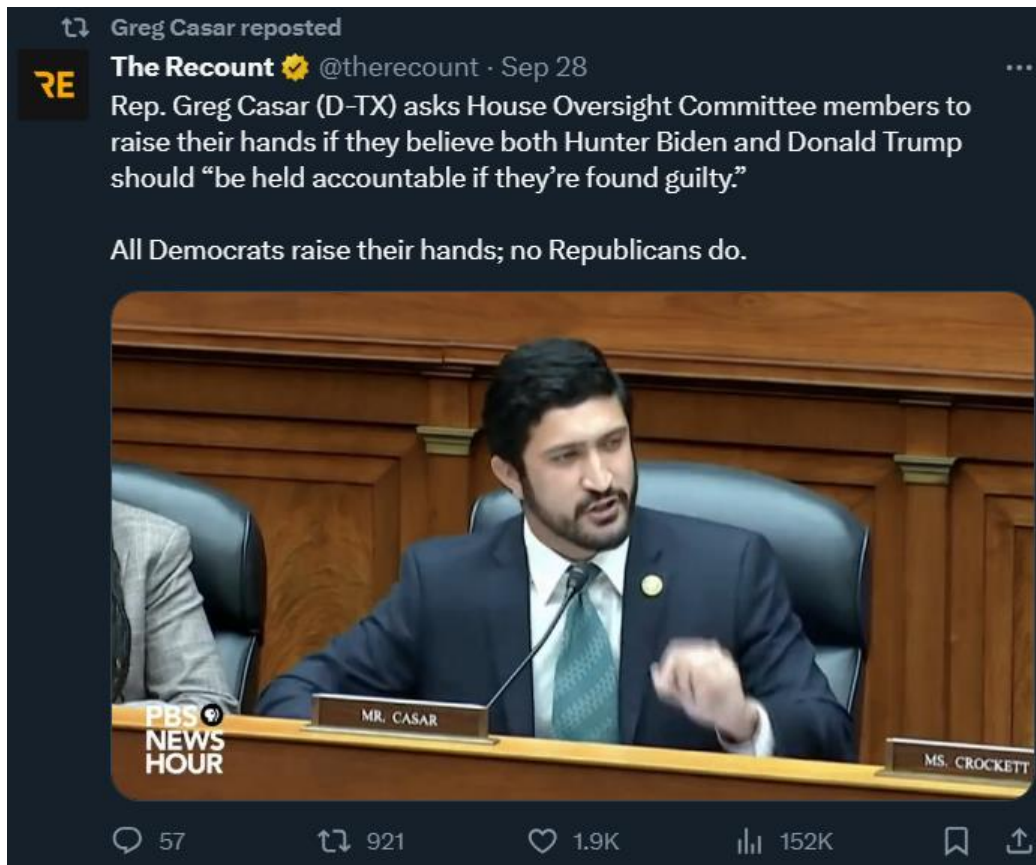 Greg Casar reposted
RE
The Recount @therecount · Sep 28
Rep. Greg Casar (D-TX) asks House Oversight Committee members to
raise their hands if they believe both Hunter Biden and Donald Trump
should “be held accountable if they’re found guilty.”
All Democrats raise their hands; no Republicans do.
MR. CASAR
MS. CROCKETT
PBS
NEWS
HOUR
57 921 1.9K 152K